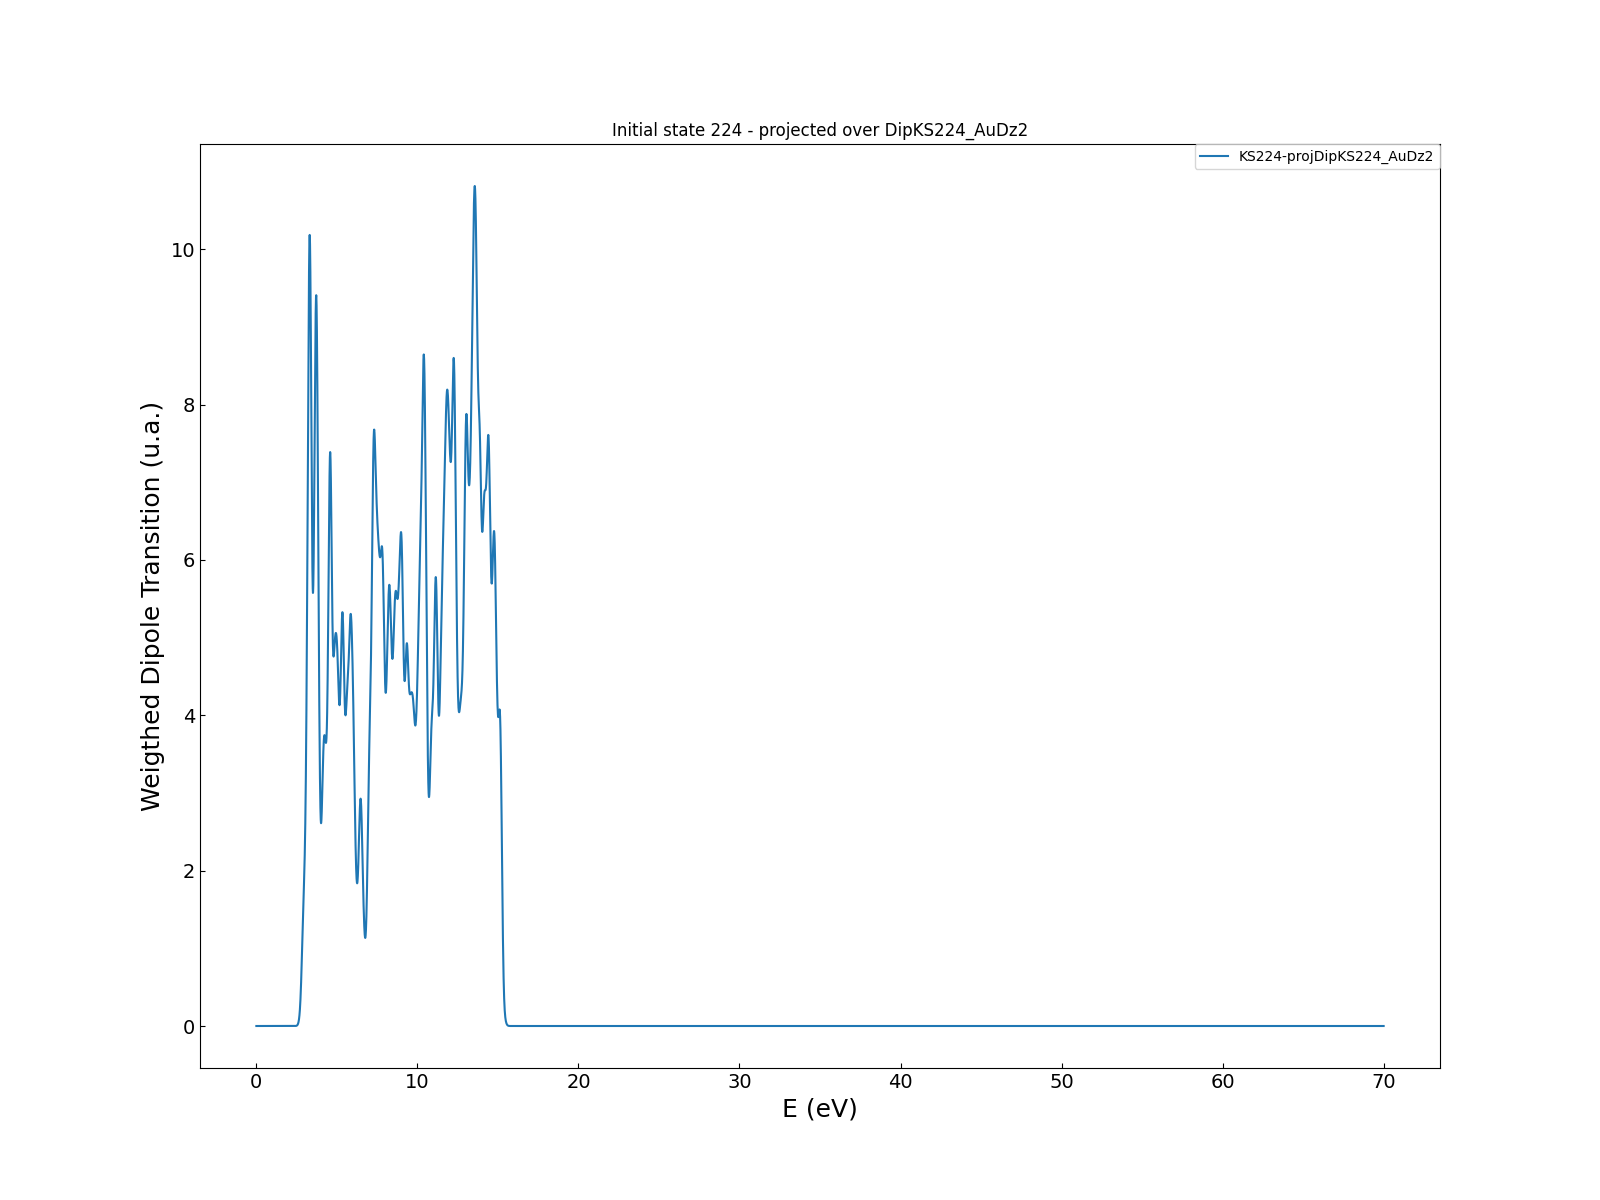 Initial state 224 - projected over DipKS224_AuDz2
KS224-projDipKS224_AuDz2
Weigthed Dipole Transition (u.a.)
10
8
6
4
2
0
0 10 20 30 40 50 60 70
E (eV)